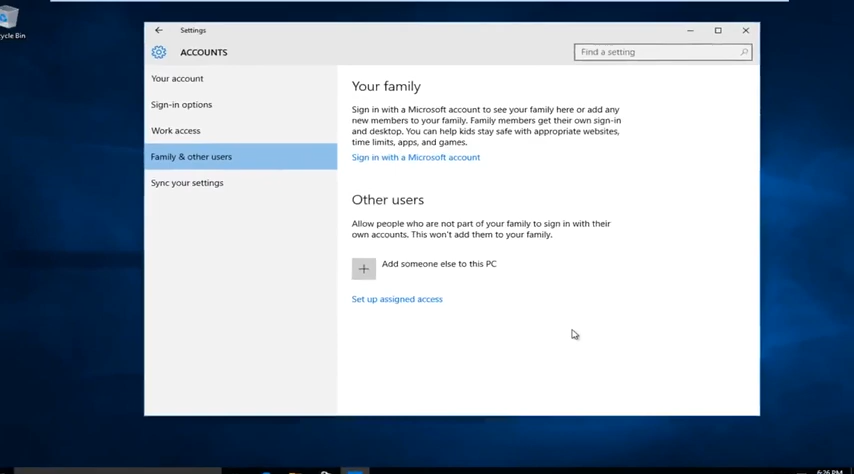 Settings
ACCOUNTS
Find a setting
cycle Bin
Your account
Sign-in options
Work access
Family & other users
Sync your settings
Your family
Sign in with a Microsoft account to see your family here or add any
new members to your family. Family members get their own sign-in
and desktop. You can help kids stay safe with appropriate websites,
time limits, apps, and games.
Sign in with a Microsoft account
Other users
Allow people who are not part of your family to sign in with their
own accounts. This won't add them to your family.
Add someone else to this PC
Set up assigned access
6:26 PM